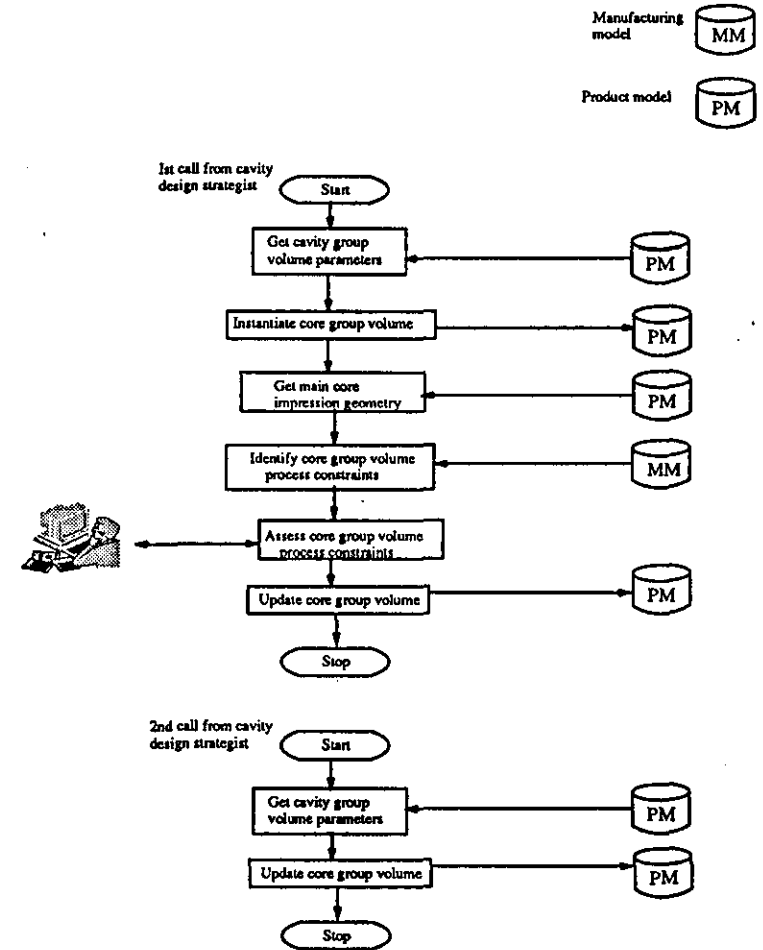 Manufacturing
model
MM
Product model
PM
Ist call from cavity
design strategist
Start
Get cavity group
volume parameters
PM
Instantiate core group volume
PM
Get main core
impression geometry
PM
Identify core group volume
process constraints
MM
Assess core group volume
process constraints
Update core group volume
PM
Stop
2nd call from cavity
design strategist
Start
Get cavity group
volume parameters
PM
Update core group volume
PM
Stop